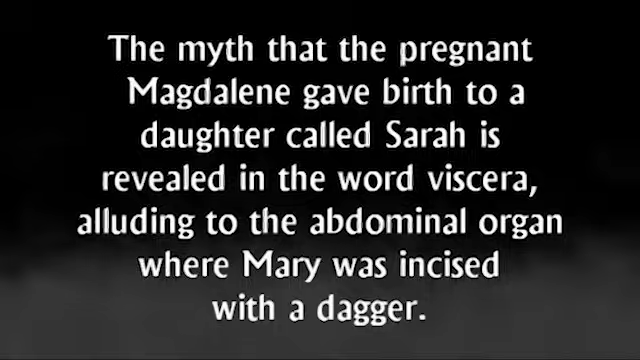 The myth that the pregnant
Magdalene gave birth to a
daughter called Sarah is
revealed in the word viscera,
alluding to the abdominal organ
where Mary was incised
with a dagger.